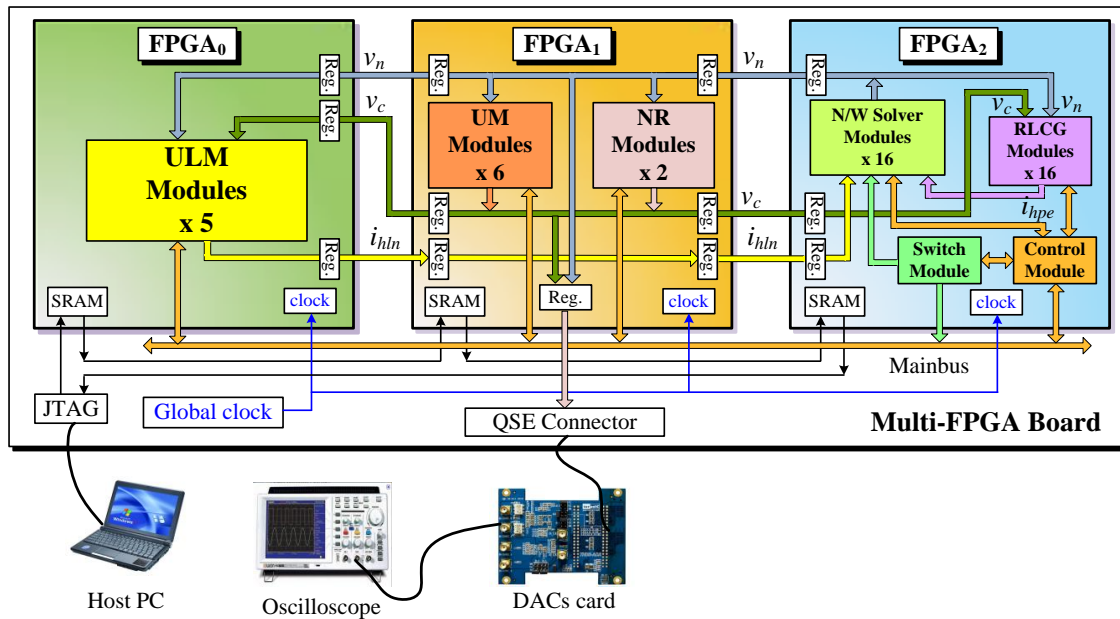 FPGA0
FPGA1
FPGA2
Reg.
vn
Reg.
Reg.
vn
Reg.
Reg.
vc
UM
Modules
x 6
NR
Modules
x 2
N/W Solver
Modules
x 16
vc
vn
RLCG
Modules
x 16
ULM
Modules
x 5
Reg.
Reg.
vc
Reg.
ihpe
Reg.
ihln
Reg.
Reg.
ihln
Reg.
Switch
Module
Control
Module
SRAM
clock
SRAM
Reg.
clock
SRAM
clock
Mainbus
JTAG
Global clock
QSE Connector
Multi-FPGA Board
Host PC
Oscilloscope
DACs card